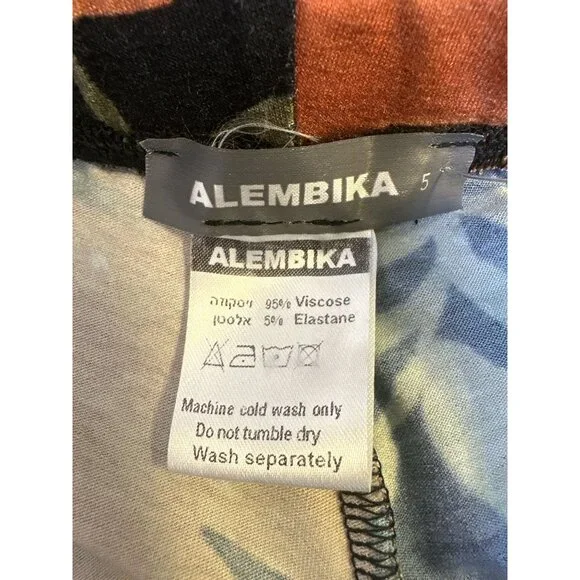 ALEMBIKA 5
ALEMBIKA
ויסקוזה 95% Viscose
אלסטן 5% Elastane
Machine cold wash only
Do not tumble dry
Wash separately